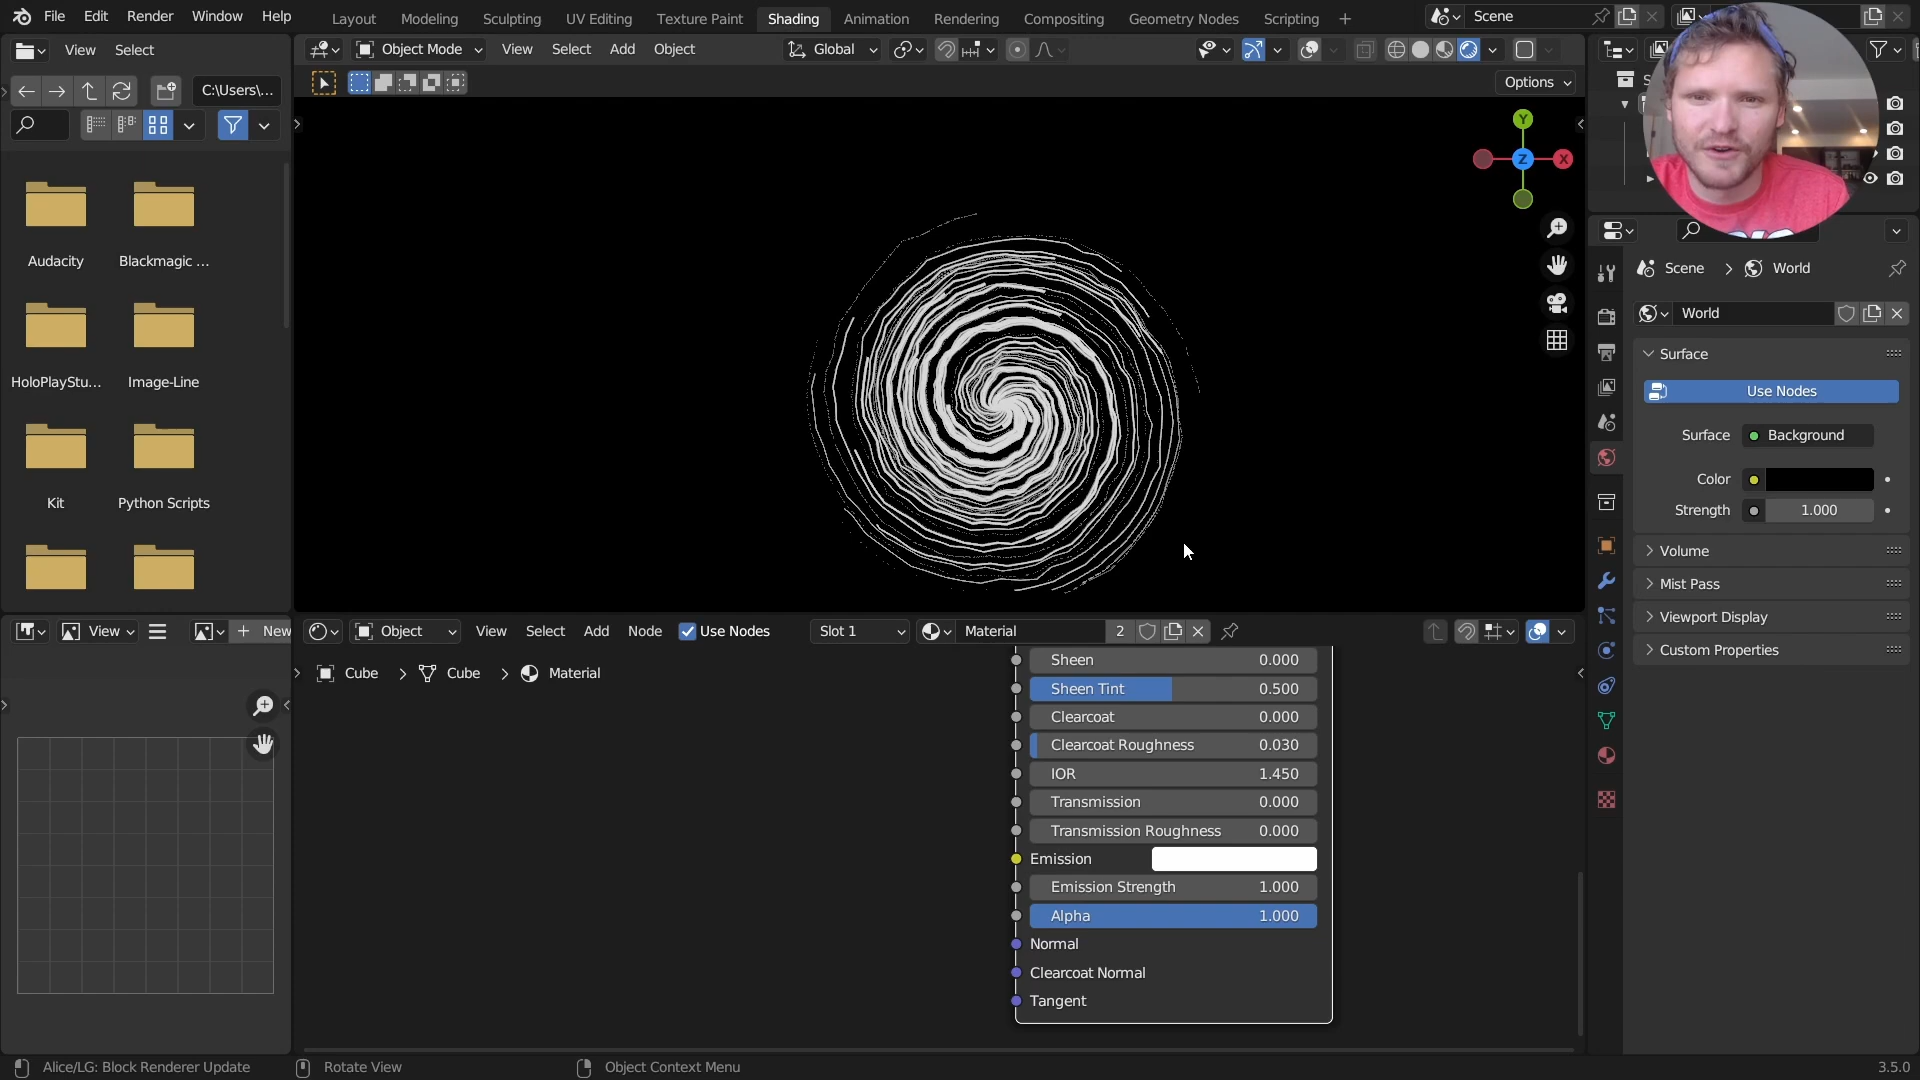 File Edit Render Window Help
Layout Modeling Sculpting UV Editing Texture Paint Shading Animation Rendering Compositing Geometry Nodes Scripting +
Scene
View Select
Object Mode View Select Add Object Global
C:\Users\...
Options
Y
Z X
Audacity Blackmagic ...
HoloPlayStu... Image-Line
Kit Python Scripts
Scene > World
World
Surface
Use Nodes
Surface Background
Color
Strength 1.000
Volume
Mist Pass
Viewport Display
Custom Properties
View + New
Object View Select Add Node Use Nodes Slot 1 Material 2
Cube > Cube > Material
Sheen 0.000
Sheen Tint 0.500
Clearcoat 0.000
Clearcoat Roughness 0.030
IOR 1.450
Transmission 0.000
Transmission Roughness 0.000
Emission
Emission Strength 1.000
Alpha 1.000
Normal
Clearcoat Normal
Tangent
Alice/LG: Block Renderer Update Rotate View Object Context Menu 3.5.0